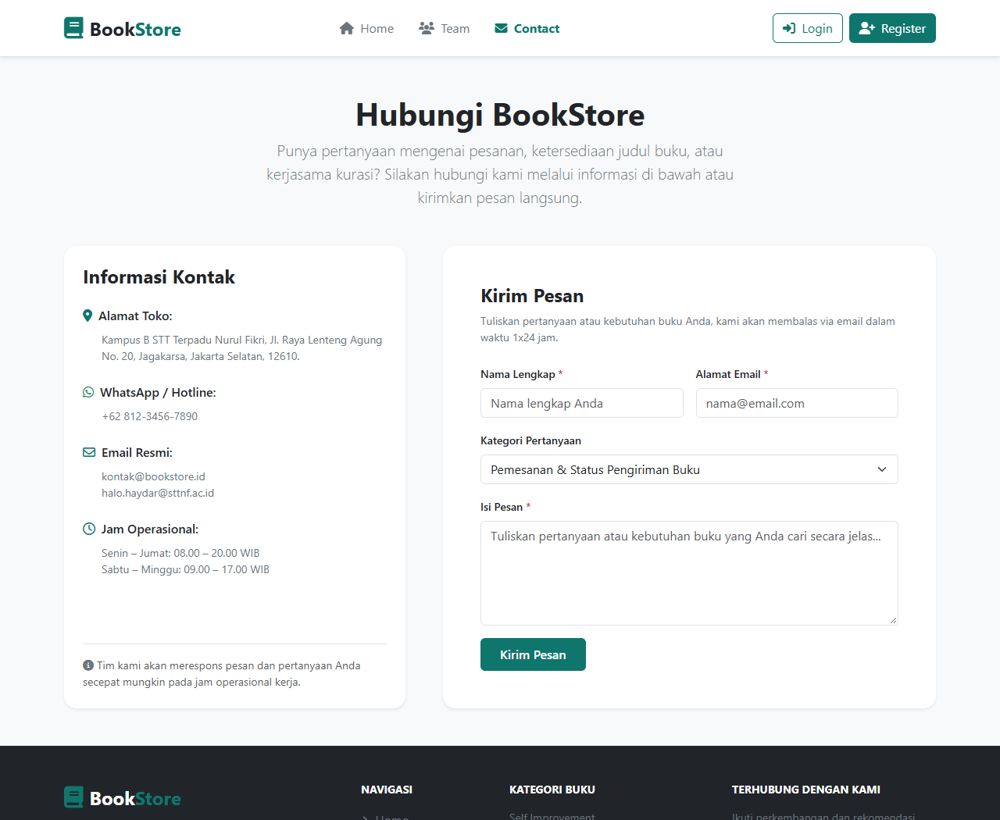 BookStore
Home
Team
Contact
Login
Register
Hubungi BookStore
Punya pertanyaan mengenai pesanan, ketersediaan judul buku, atau
kerjasama kurasi? Silakan hubungi kami melalui informasi di bawah atau
kirimkan pesan langsung.
Informasi Kontak
Alamat Toko:
Kampus B STT Terpadu Nurul Fikri, Jl. Raya Lenteng Agung
No. 20, Jagakarsa, Jakarta Selatan, 12610.
WhatsApp / Hotline:
+62 812-3456-7890
Email Resmi:
kontak@bookstore.id
halo.haydar@sttnf.ac.id
Jam Operasional:
Senin – Jumat: 08.00 – 20.00 WIB
Sabtu – Minggu: 09.00 – 17.00 WIB
Tim kami akan merespons pesan dan pertanyaan Anda
secepat mungkin pada jam operasional kerja.
Kirim Pesan
Tuliskan pertanyaan atau kebutuhan buku Anda, kami akan membalas via email dalam
waktu 1x24 jam.
Nama Lengkap *
Nama lengkap Anda
Alamat Email *
nama@email.com
Kategori Pertanyaan
Pemesanan & Status Pengiriman Buku
Isi Pesan *
Tuliskan pertanyaan atau kebutuhan buku yang Anda cari secara jelas...
Kirim Pesan
BookStore
NAVIGASI
Home
KATEGORI BUKU
Self Improvement
TERHUBUNG DENGAN KAMI
Ikuti perkembangan dan rekomendasi